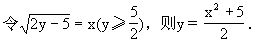 令√(2y-5) = x(y⩾5/2)，则y = (x²+5)/2.